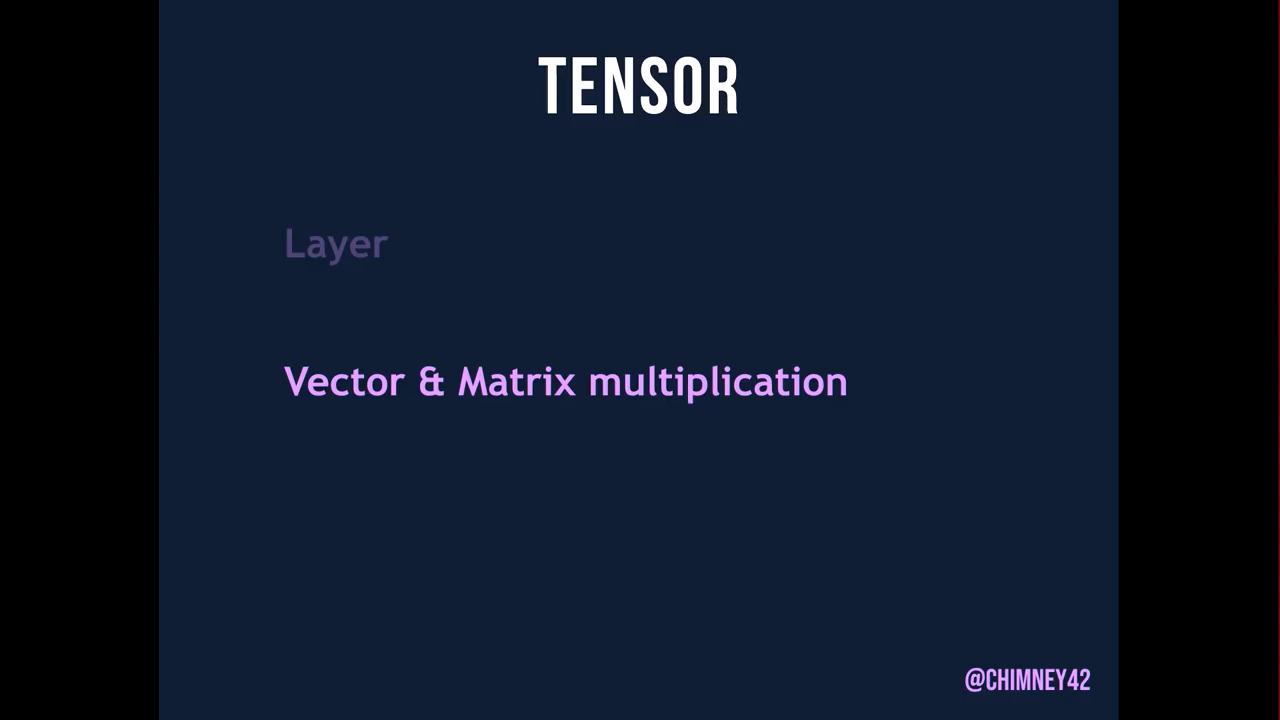 TENSOR
Layer
Vector & Matrix multiplication
@CHIMNEY42